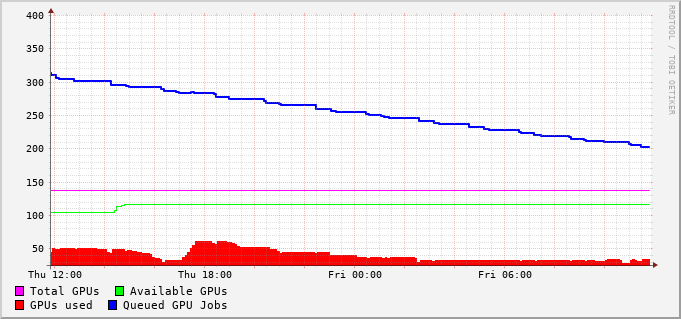 400
350
300
250
200
150
100
50
Thu 12:00 Thu 18:00 Fri 00:00 Fri 06:00
Total GPUs Available GPUs
GPUs used Queued GPU Jobs
RRDTOOL / TOBI OETIKER